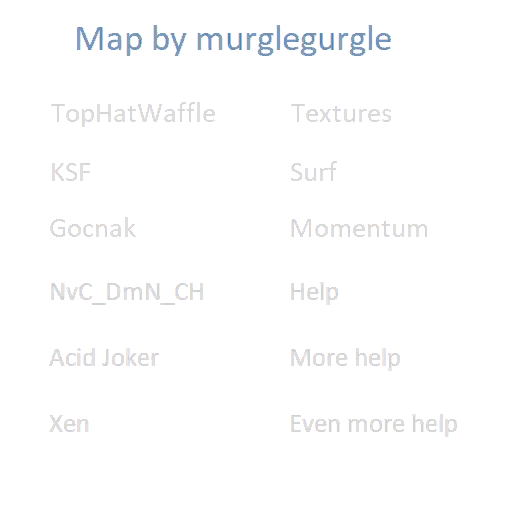 Map by murglegurgle
TopHatWaffle Textures
KSF Surf
Gocnak Momentum
NvC_DmN_CH Help
Acid Joker More help
Xen Even more help